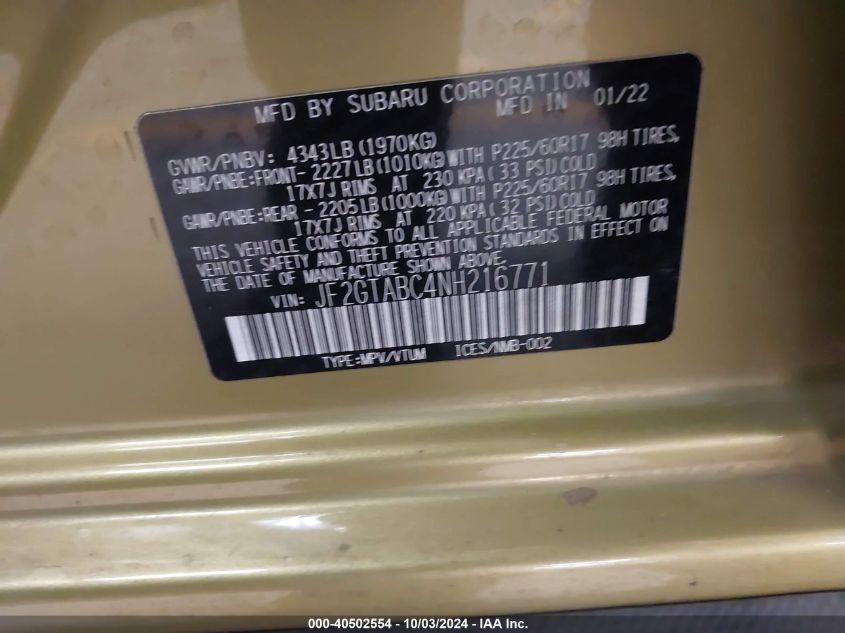 MFD BY SUBARU CORPORATION
MFD IN 01/22
GVWR/PNBV: 4343LB(1970KG)
GAWR/PNBE:FRONT- 2227LB(1010KG)WITH P225/60R17 98H TIRES,
17X7J RIMS AT 230 KPA( 33 PSI)COLD
GAWR/PNBE:REAR - 2205LB(1000KG)WITH P225/60R17 98H TIRES,
17X7J RIMS AT 220 KPA( 32 PSI)COLD
THIS VEHICLE CONFORMS TO ALL APPLICABLE FEDERAL MOTOR
VEHICLE SAFETY AND THEFT PREVENTION STANDARDS IN EFFECT ON
THE DATE OF MANUFACTURE SHOWN ABOVE.
VIN: JF2GTABC4NH216771
TYPE:MPV/VTUM ICES/NMB-002
000-40502554 - 10/03/2024 - IAA Inc.